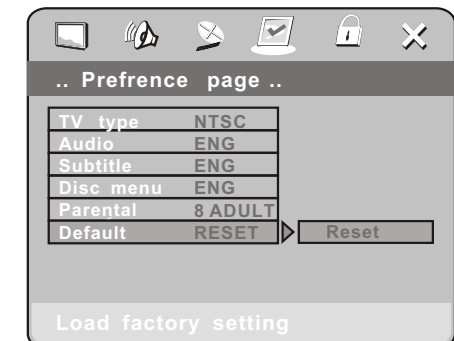 .. Prefrence page ..
TV type NTSC
Audio ENG
Subtitle ENG
Disc menu ENG
Parental 8 ADULT
Default RESET Reset
Load factory setting